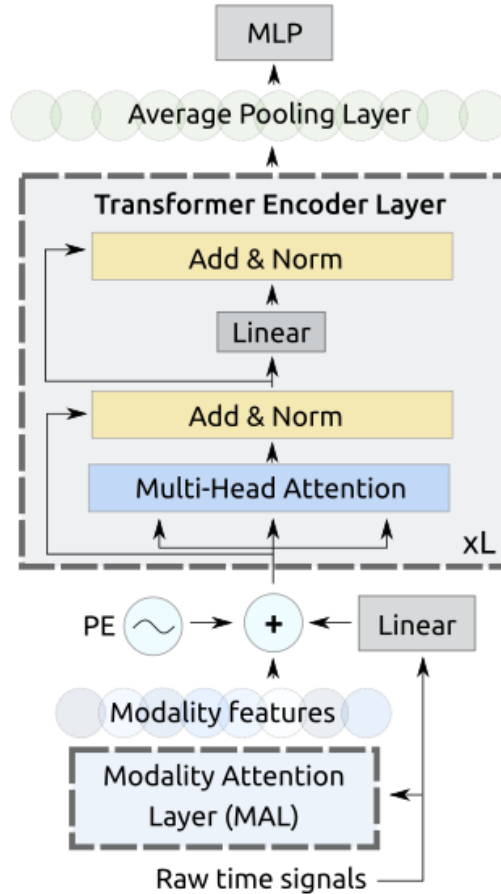 MLP
Average Pooling Layer
Transformer Encoder Layer
Add & Norm
Linear
Add & Norm
Multi-Head Attention
xL
PE
+
Linear
Modality features
Modality Attention
Layer (MAL)
Raw time signals